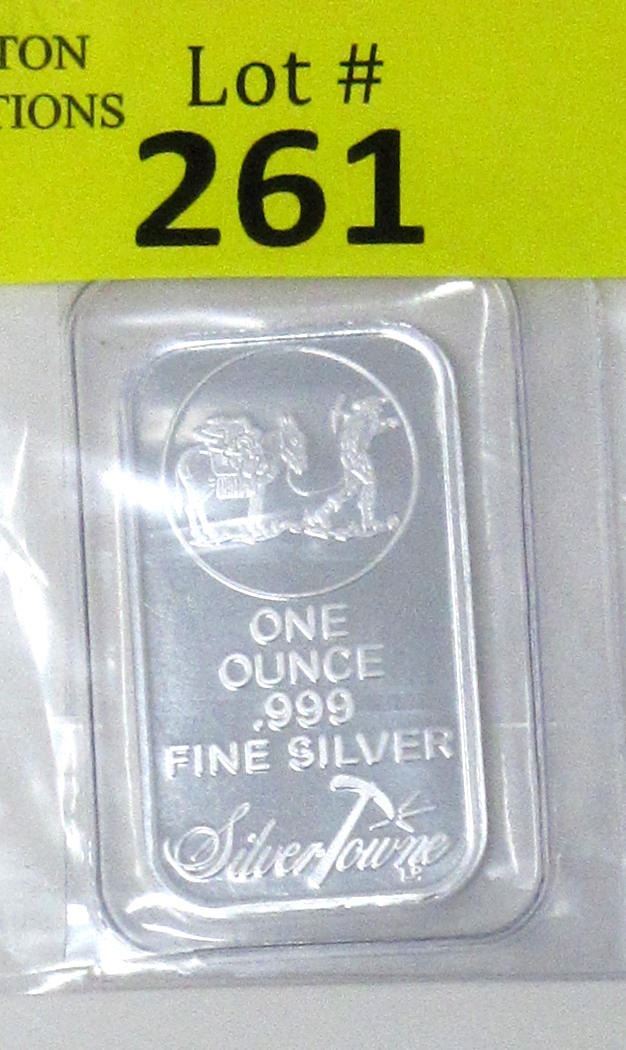 TON
TIONS
Lot #
261
ONE
OUNCE
.999
FINE SILVER
SilverTowne
L.P.